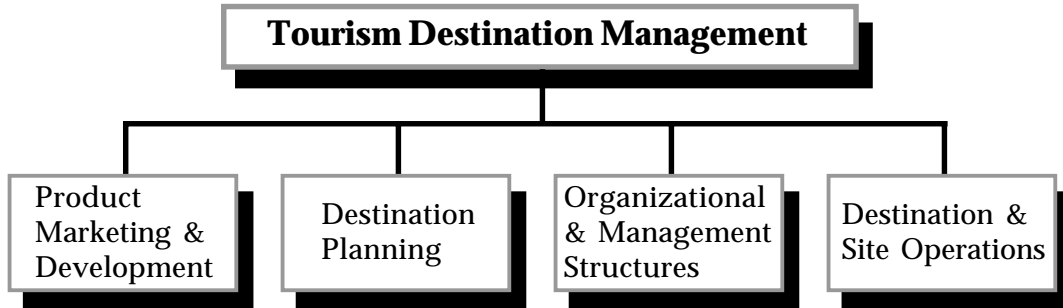 Tourism Destination Management
Product
Marketing &
Development
Destination
Planning
Organizational
& Management
Structures
Destination &
Site Operations